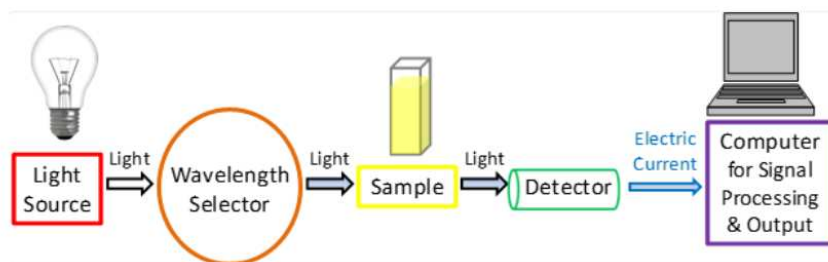 Light
Source
Light
Wavelength
Selector
Light
Sample
Light
Detector
Electric
Current
Computer
for Signal
Processing
& Output